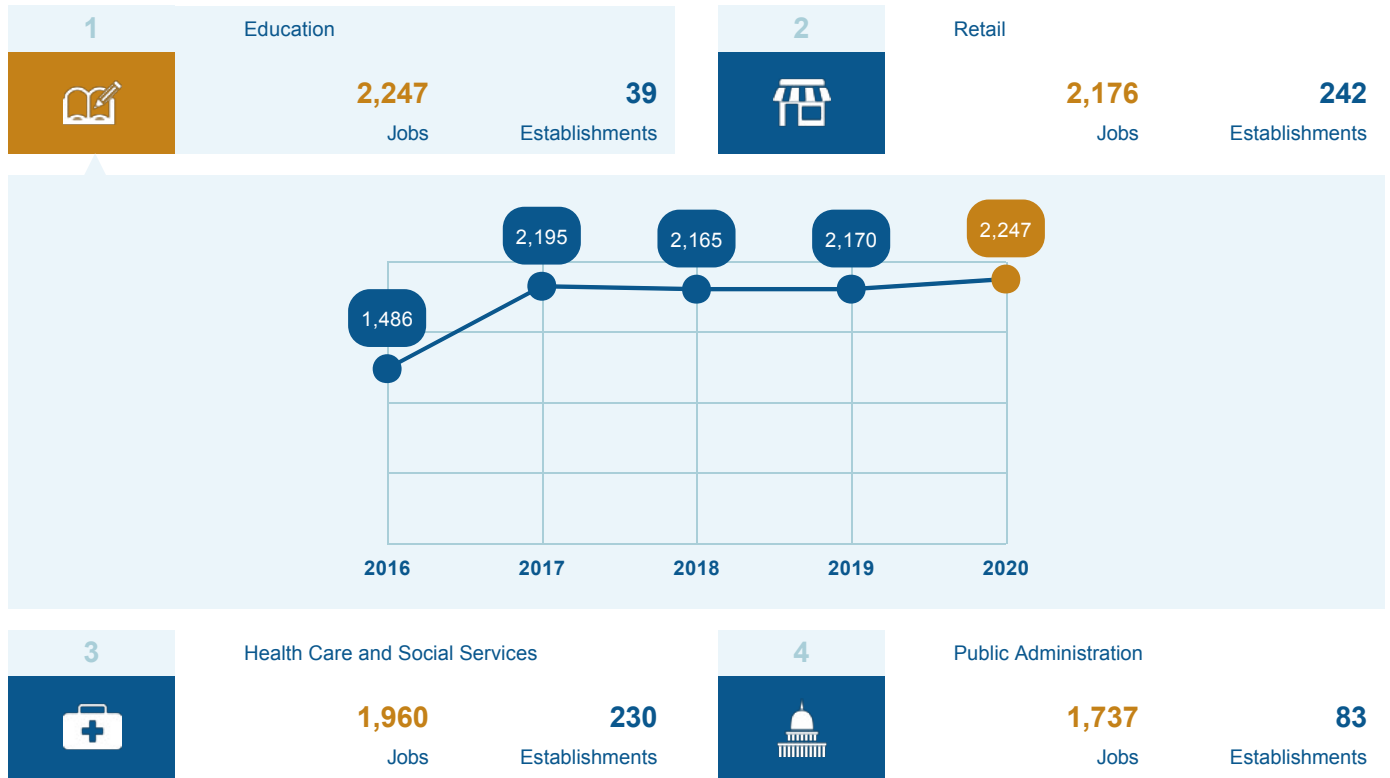 1
Education
2,247
39
Jobs
Establishments
2
Retail
2,176
242
Jobs
Establishments
2,195
2,165
2,170
2,247
1,486
2016
2017
2018
2019
2020
3
Health Care and Social Services
1,960
230
Jobs
Establishments
4
Public Administration
1,737
83
Jobs
Establishments